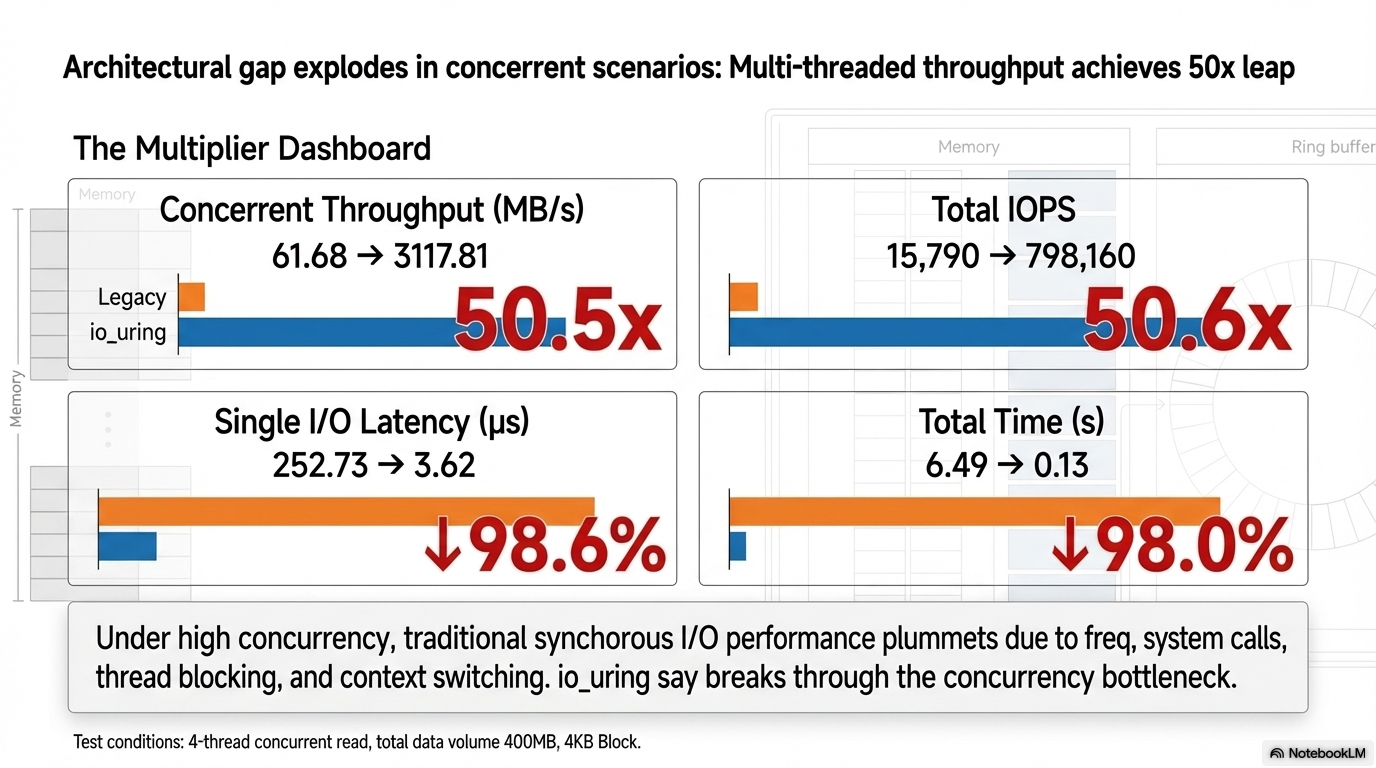 Architectural gap explodes in concerrent scenarios: Multi-threaded throughput achieves 50x leap
The Multiplier Dashboard
Memory
Ring buffer
Memory
Memory
Concerrent Throughput (MB/s)
61.68 → 3117.81
Legacy
io_uring
50.5x
Total IOPS
15,790 → 798,160
50.6x
Single I/O Latency (µs)
252.73 → 3.62
↓98.6%
Total Time (s)
6.49 → 0.13
↓98.0%
Under high concurrency, traditional synchorous I/O performance plummets due to freq, system calls,
thread blocking, and context switching. io_uring say breaks through the concurrency bottleneck.
Test conditions: 4-thread concurrent read, total data volume 400MB, 4KB Block.
NotebookLM